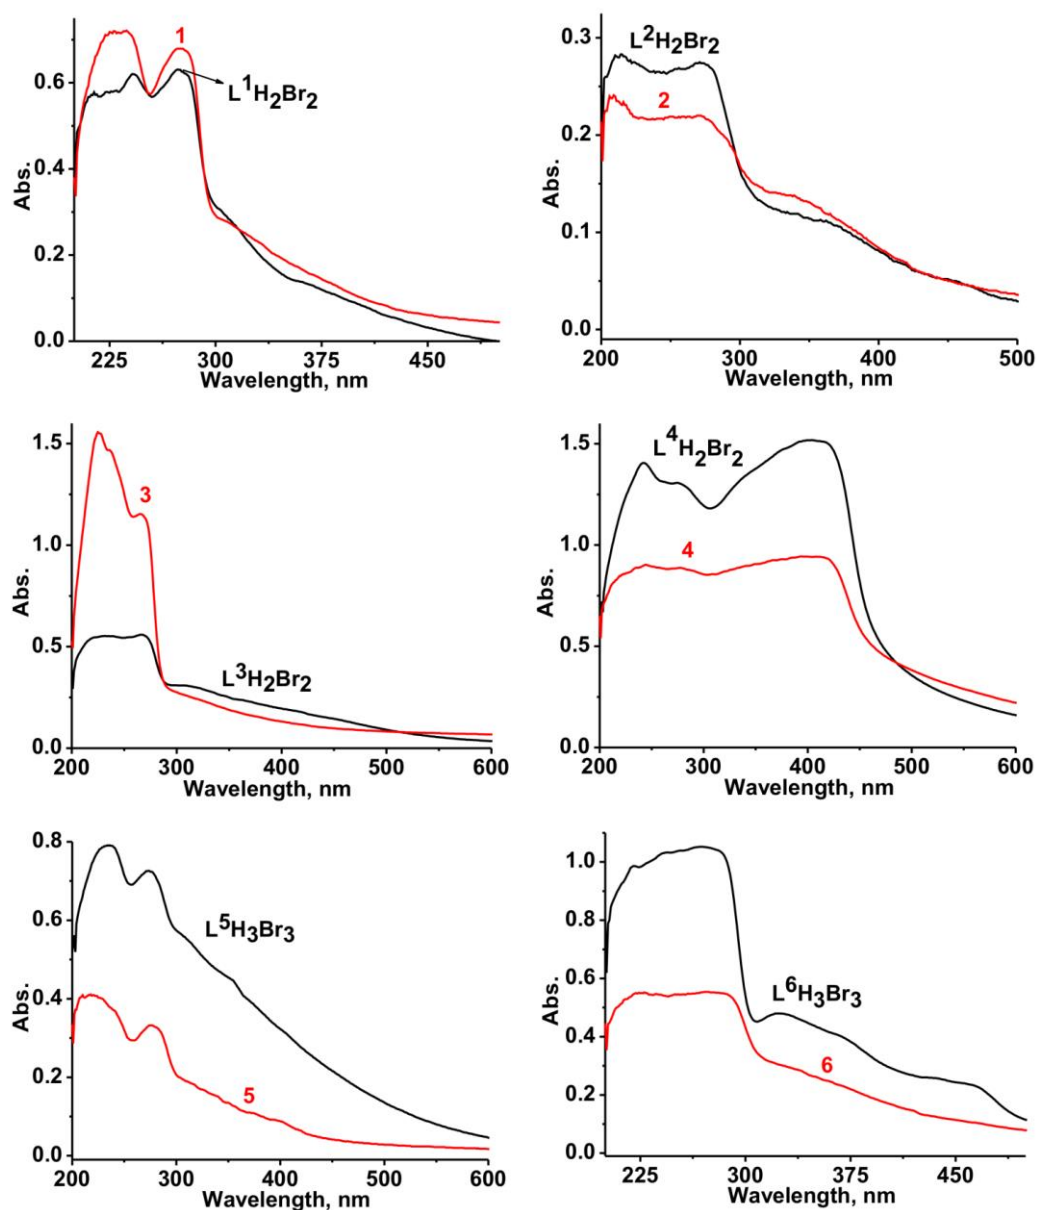 1
L¹H₂Br₂
0.6
0.4
0.2
0.0
Abs.
225 300 375 450
Wavelength, nm
L²H₂Br₂
2
0.3
0.2
0.1
0.0
Abs.
200 300 400 500
Wavelength, nm
3
L³H₂Br₂
1.5
1.0
0.5
0.0
Abs.
200 300 400 500 600
Wavelength, nm
L⁴H₂Br₂
4
1.5
1.0
0.5
0.0
Abs.
200 300 400 500 600
Wavelength, nm
L⁵H₃Br₃
5
0.8
0.6
0.4
0.2
0.0
Abs.
200 300 400 500 600
Wavelength, nm
L⁶H₃Br₃
6
1.0
0.8
0.6
0.4
0.2
0.0
Abs.
225 300 375 450
Wavelength, nm